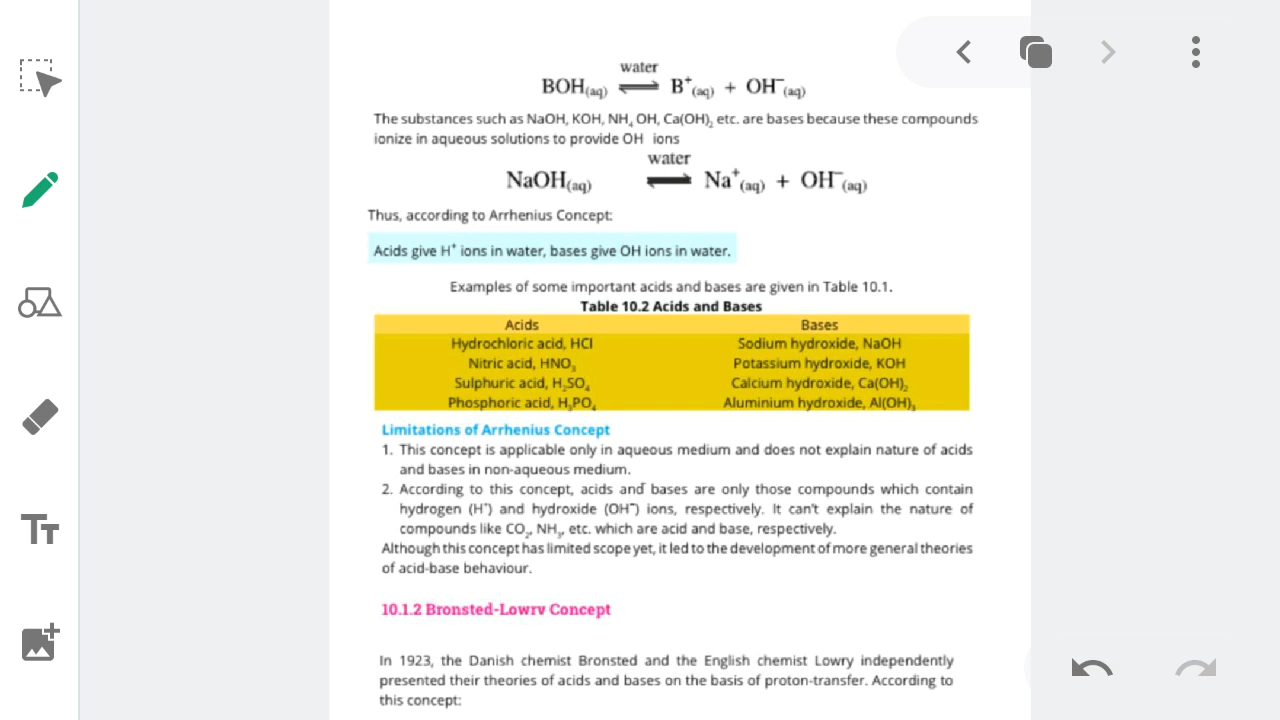 water
BOH(aq) ⇌ B⁺(aq) + OH⁻(aq)
The substances such as NaOH, KOH, NH₄ OH, Ca(OH)₂ etc. are bases because these compounds
ionize in aqueous solutions to provide OH ions
water
NaOH(aq) ⇌ Na⁺(aq) + OH⁻(aq)
Thus, according to Arrhenius Concept:
Acids give H⁺ ions in water, bases give OH ions in water.
Examples of some important acids and bases are given in Table 10.1.
Table 10.2 Acids and Bases
Acids Bases
Hydrochloric acid, HCl Sodium hydroxide, NaOH
Nitric acid, HNO₃ Potassium hydroxide, KOH
Sulphuric acid, H₂SO₄ Calcium hydroxide, Ca(OH)₂
Phosphoric acid, H₃PO₄ Aluminium hydroxide, Al(OH)₃
Limitations of Arrhenius Concept
1. This concept is applicable only in aqueous medium and does not explain nature of acids
and bases in non-aqueous medium.
2. According to this concept, acids and bases are only those compounds which contain
hydrogen (H⁺) and hydroxide (OH⁻) ions, respectively. It can't explain the nature of
compounds like CO₂, NH₃, etc. which are acid and base, respectively.
Although this concept has limited scope yet, it led to the development of more general theories
of acid-base behaviour.
10.1.2 Bronsted-Lowry Concept
In 1923, the Danish chemist Bronsted and the English chemist Lowry independently
presented their theories of acids and bases on the basis of proton-transfer. According to
this concept:
TT